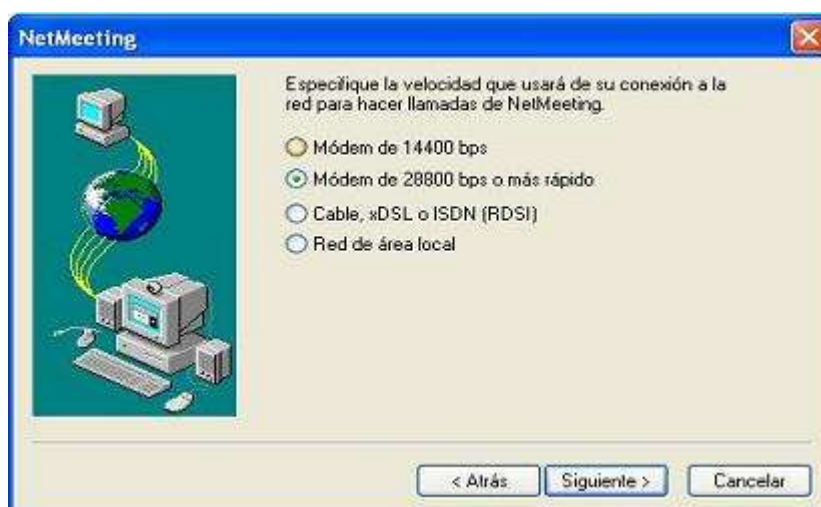 NetMeeting
Especifique la velocidad que usará de su conexión a la
red para hacer llamadas de NetMeeting.
Módem de 14400 bps
Módem de 28800 bps o más rápido
Cable, xDSL o ISDN (RDSI)
Red de área local
< Atrás
Siguiente >
Cancelar